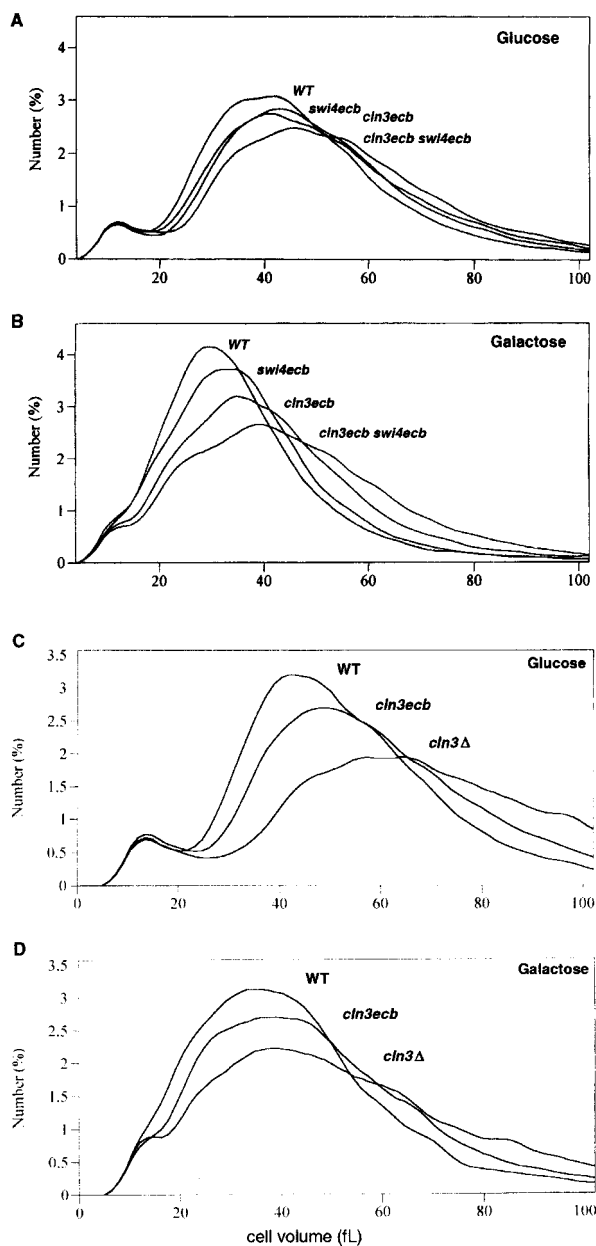 A
Glucose
4
3
2
1
0
Number (%)
WT
swi4ecb
cln3ecb
cln3ecb swi4ecb
20 40 60 80 100
B
Galactose
4
3
2
1
0
Number (%)
WT
swi4ecb
cln3ecb
cln3ecb swi4ecb
20 40 60 80 100
C
Glucose
3.5
3
2.5
2
1.5
1
0.5
0
Number (%)
WT
cln3ecb
cln3Δ
0 20 40 60 80 100
D
Galactose
3.5
3
2.5
2
1.5
1
0.5
0
Number (%)
WT
cln3ecb
cln3Δ
0 20 40 60 80 100
cell volume (fL)